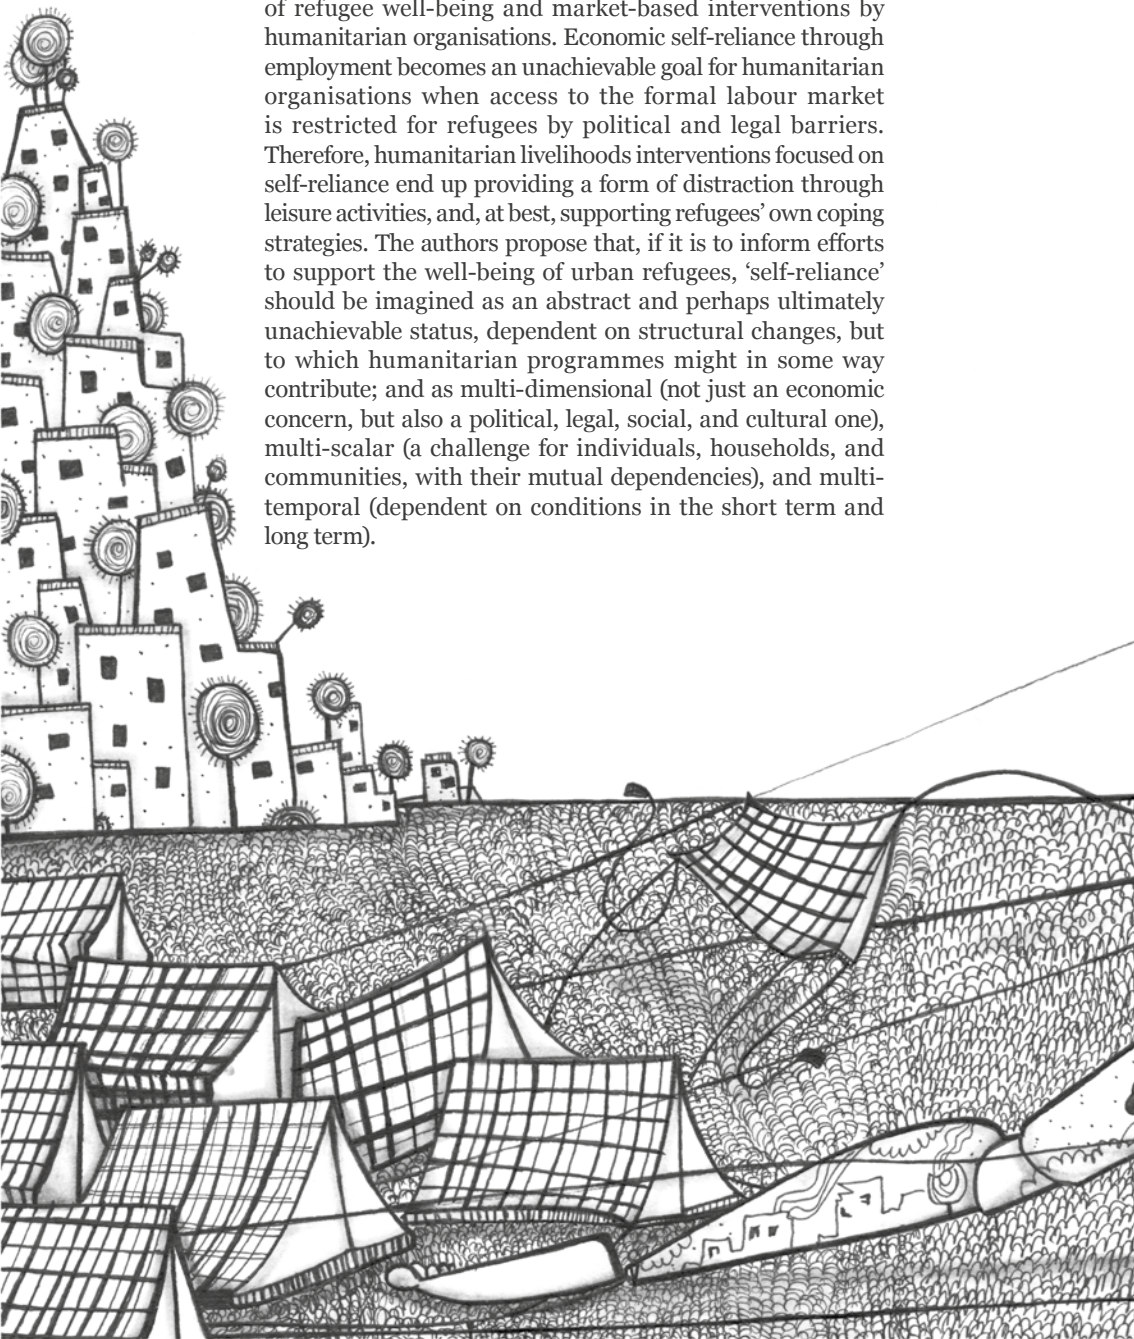 of refugee well-being and market-based interventions by
humanitarian organisations. Economic self-reliance through
employment becomes an unachievable goal for humanitarian
organisations when access to the formal labour market
is restricted for refugees by political and legal barriers.
Therefore, humanitarian livelihoods interventions focused on
self-reliance end up providing a form of distraction through
leisure activities, and, at best, supporting refugees’ own coping
strategies. The authors propose that, if it is to inform efforts
to support the well-being of urban refugees, ‘self-reliance’
should be imagined as an abstract and perhaps ultimately
unachievable status, dependent on structural changes, but
to which humanitarian programmes might in some way
contribute; and as multi-dimensional (not just an economic
concern, but also a political, legal, social, and cultural one),
multi-scalar (a challenge for individuals, households, and
communities, with their mutual dependencies), and multi-
temporal (dependent on conditions in the short term and
long term).